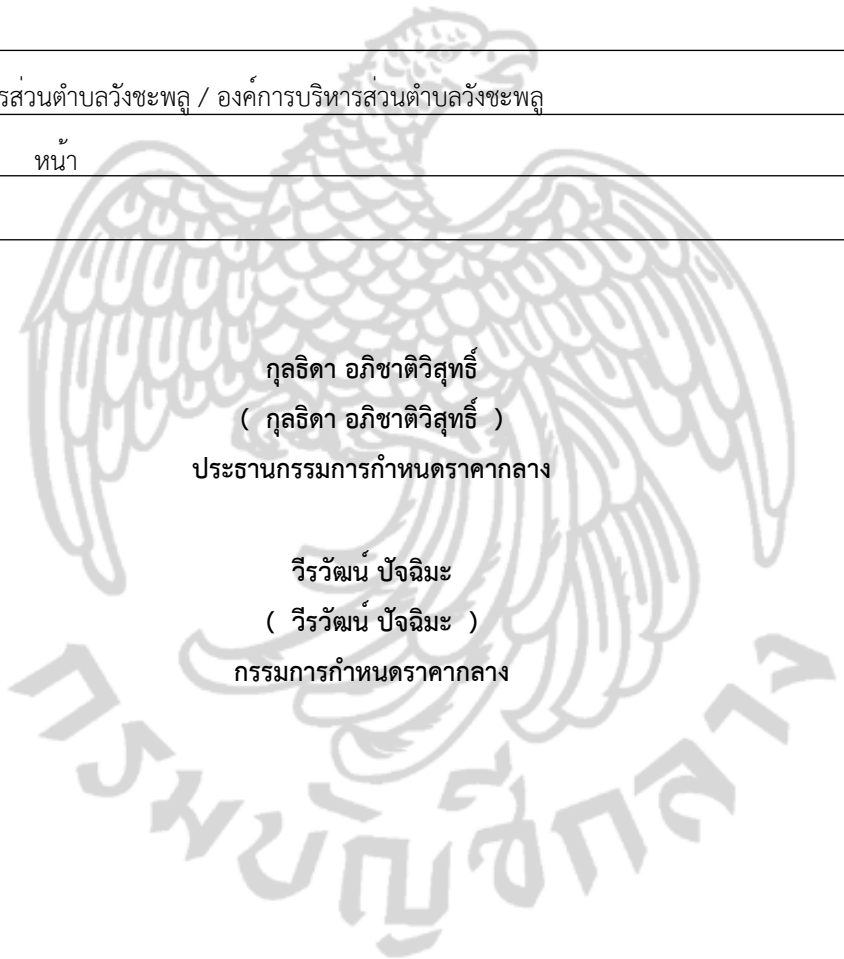 รส่วนตำบลวังชะพลู / องค์การบริหารส่วนตำบลวังชะพลู
หน้า
กุลธิดา อภิชาติวิสุทธิ์
( กุลธิดา อภิชาติวิสุทธิ์ )
ประธานกรรมการกำหนดราคากลาง
วีรวัฒน์ ปัจฉิมะ
( วีรวัฒน์ ปัจฉิมะ )
กรรมการกำหนดราคากลาง
กรมบัญชีกลาง